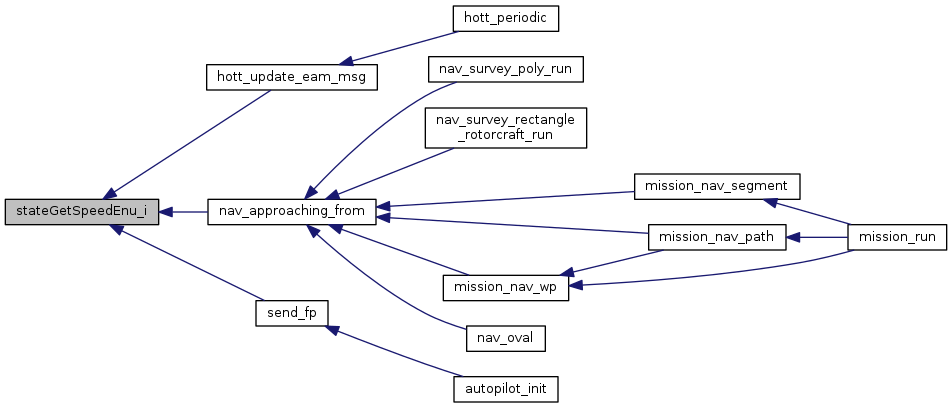 hott_periodic
nav_survey_poly_run
hott_update_eam_msg
nav_survey_rectangle
_rotorcraft_run
mission_nav_segment
stateGetSpeedEnu_i
nav_approaching_from
mission_nav_path
mission_run
mission_nav_wp
send_fp
nav_oval
autopilot_init